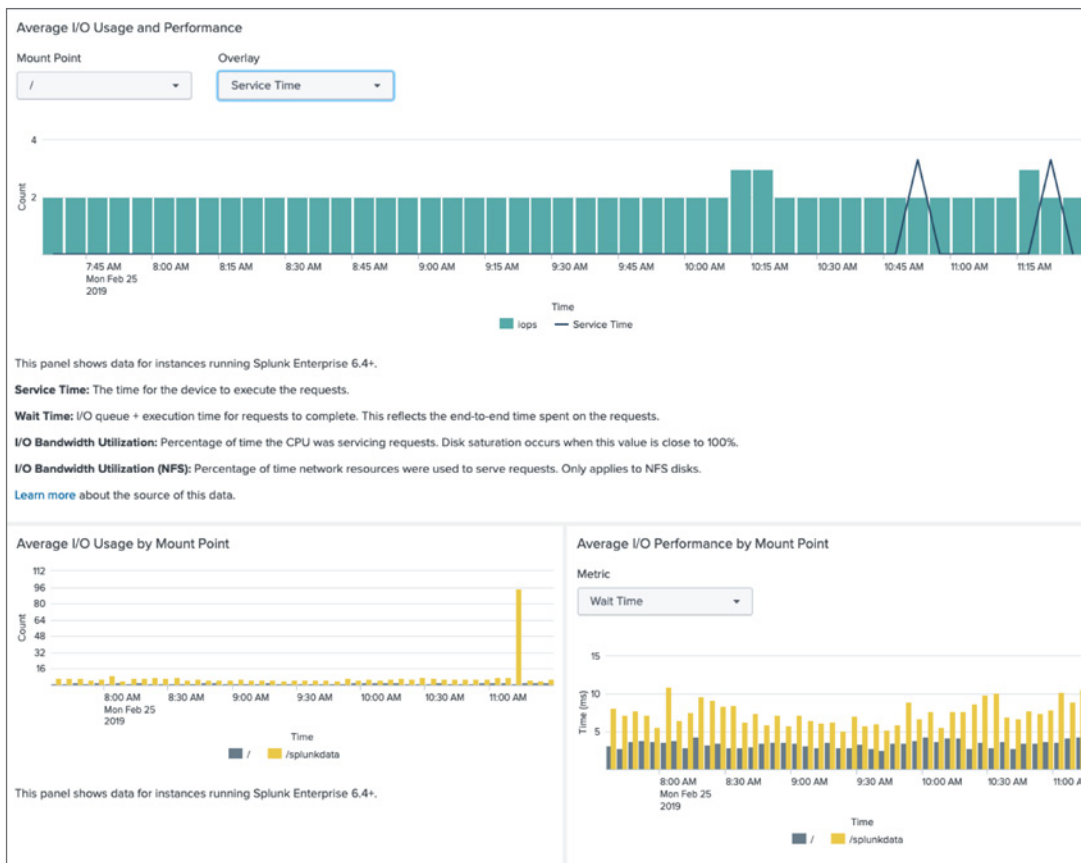 Average I/O Usage and Performance
Mount Point
Overlay
/
Service Time
4
2
Count
7:45 AM
Mon Feb 25
2019
8:00 AM
8:15 AM
8:30 AM
8:45 AM
9:00 AM
9:15 AM
9:30 AM
9:45 AM
10:00 AM
10:15 AM
10:30 AM
10:45 AM
11:00 AM
11:15 AM
Time
iops
Service Time
This panel shows data for instances running Splunk Enterprise 6.4+.
Service Time: The time for the device to execute the requests.
Wait Time: I/O queue + execution time for requests to complete. This reflects the end-to-end time spent on the requests.
I/O Bandwidth Utilization: Percentage of time the CPU was servicing requests. Disk saturation occurs when this value is close to 100%.
I/O Bandwidth Utilization (NFS): Percentage of time network resources were used to serve requests. Only applies to NFS disks.
Learn more about the source of this data.
Average I/O Usage by Mount Point
112
96
80
64
48
32
16
Count
8:00 AM
Mon Feb 25
2019
8:30 AM
9:00 AM
9:30 AM
10:00 AM
10:30 AM
11:00 AM
Time
/
/splunkdata
This panel shows data for instances running Splunk Enterprise 6.4+.
Average I/O Performance by Mount Point
Metric
Wait Time
15
10
5
Time (ms)
8:00 AM
Mon Feb 25
2019
8:30 AM
9:00 AM
9:30 AM
10:00 AM
10:30 AM
11:00 A
Time
/
/splunkdata